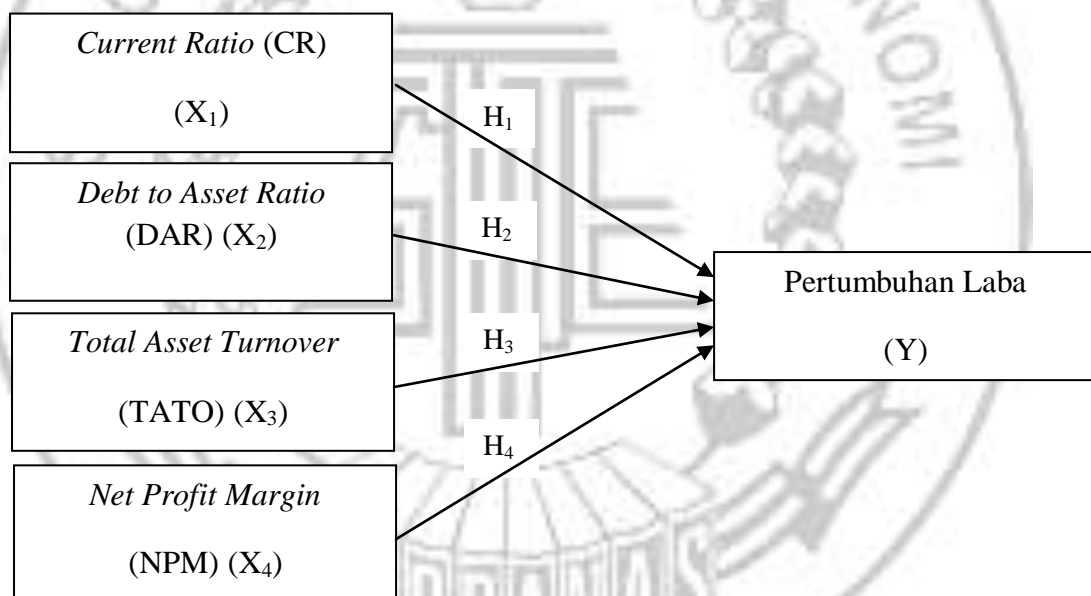 Current Ratio (CR)
(X₁)
H₁
Debt to Asset Ratio
(DAR) (X₂)
H₂
Pertumbuhan Laba
(Y)
Total Asset Turnover
(TATO) (X₃)
H₃
Net Profit Margin
(NPM) (X₄)
H₄
NOMI